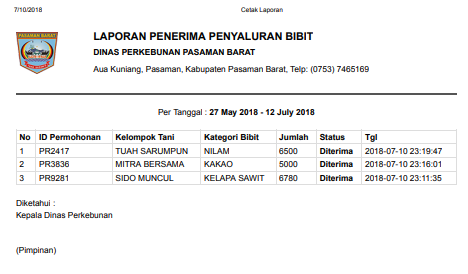 7/10/2018 Cetak Laporan
PASAMAN BARAT
LAPORAN PENERIMA PENYALURAN BIBIT
DINAS PERKEBUNAN PASAMAN BARAT
Aua Kuniang, Pasaman, Kabupaten Pasaman Barat, Telp: (0753) 7465169
Per Tanggal : 27 May 2018 - 12 July 2018
No ID Permohonan Kelompok Tani Kategori Bibit Jumlah Status Tgl
1 PR2417 TUAH SARUMPUN NILAM 6500 Diterima 2018-07-10 23:19:47
2 PR3836 MITRA BERSAMA KAKAO 5000 Diterima 2018-07-10 23:16:01
3 PR9281 SIDO MUNCUL KELAPA SAWIT 6780 Diterima 2018-07-10 23:11:35
Diketahui :
Kepala Dinas Perkebunan
(Pimpinan)